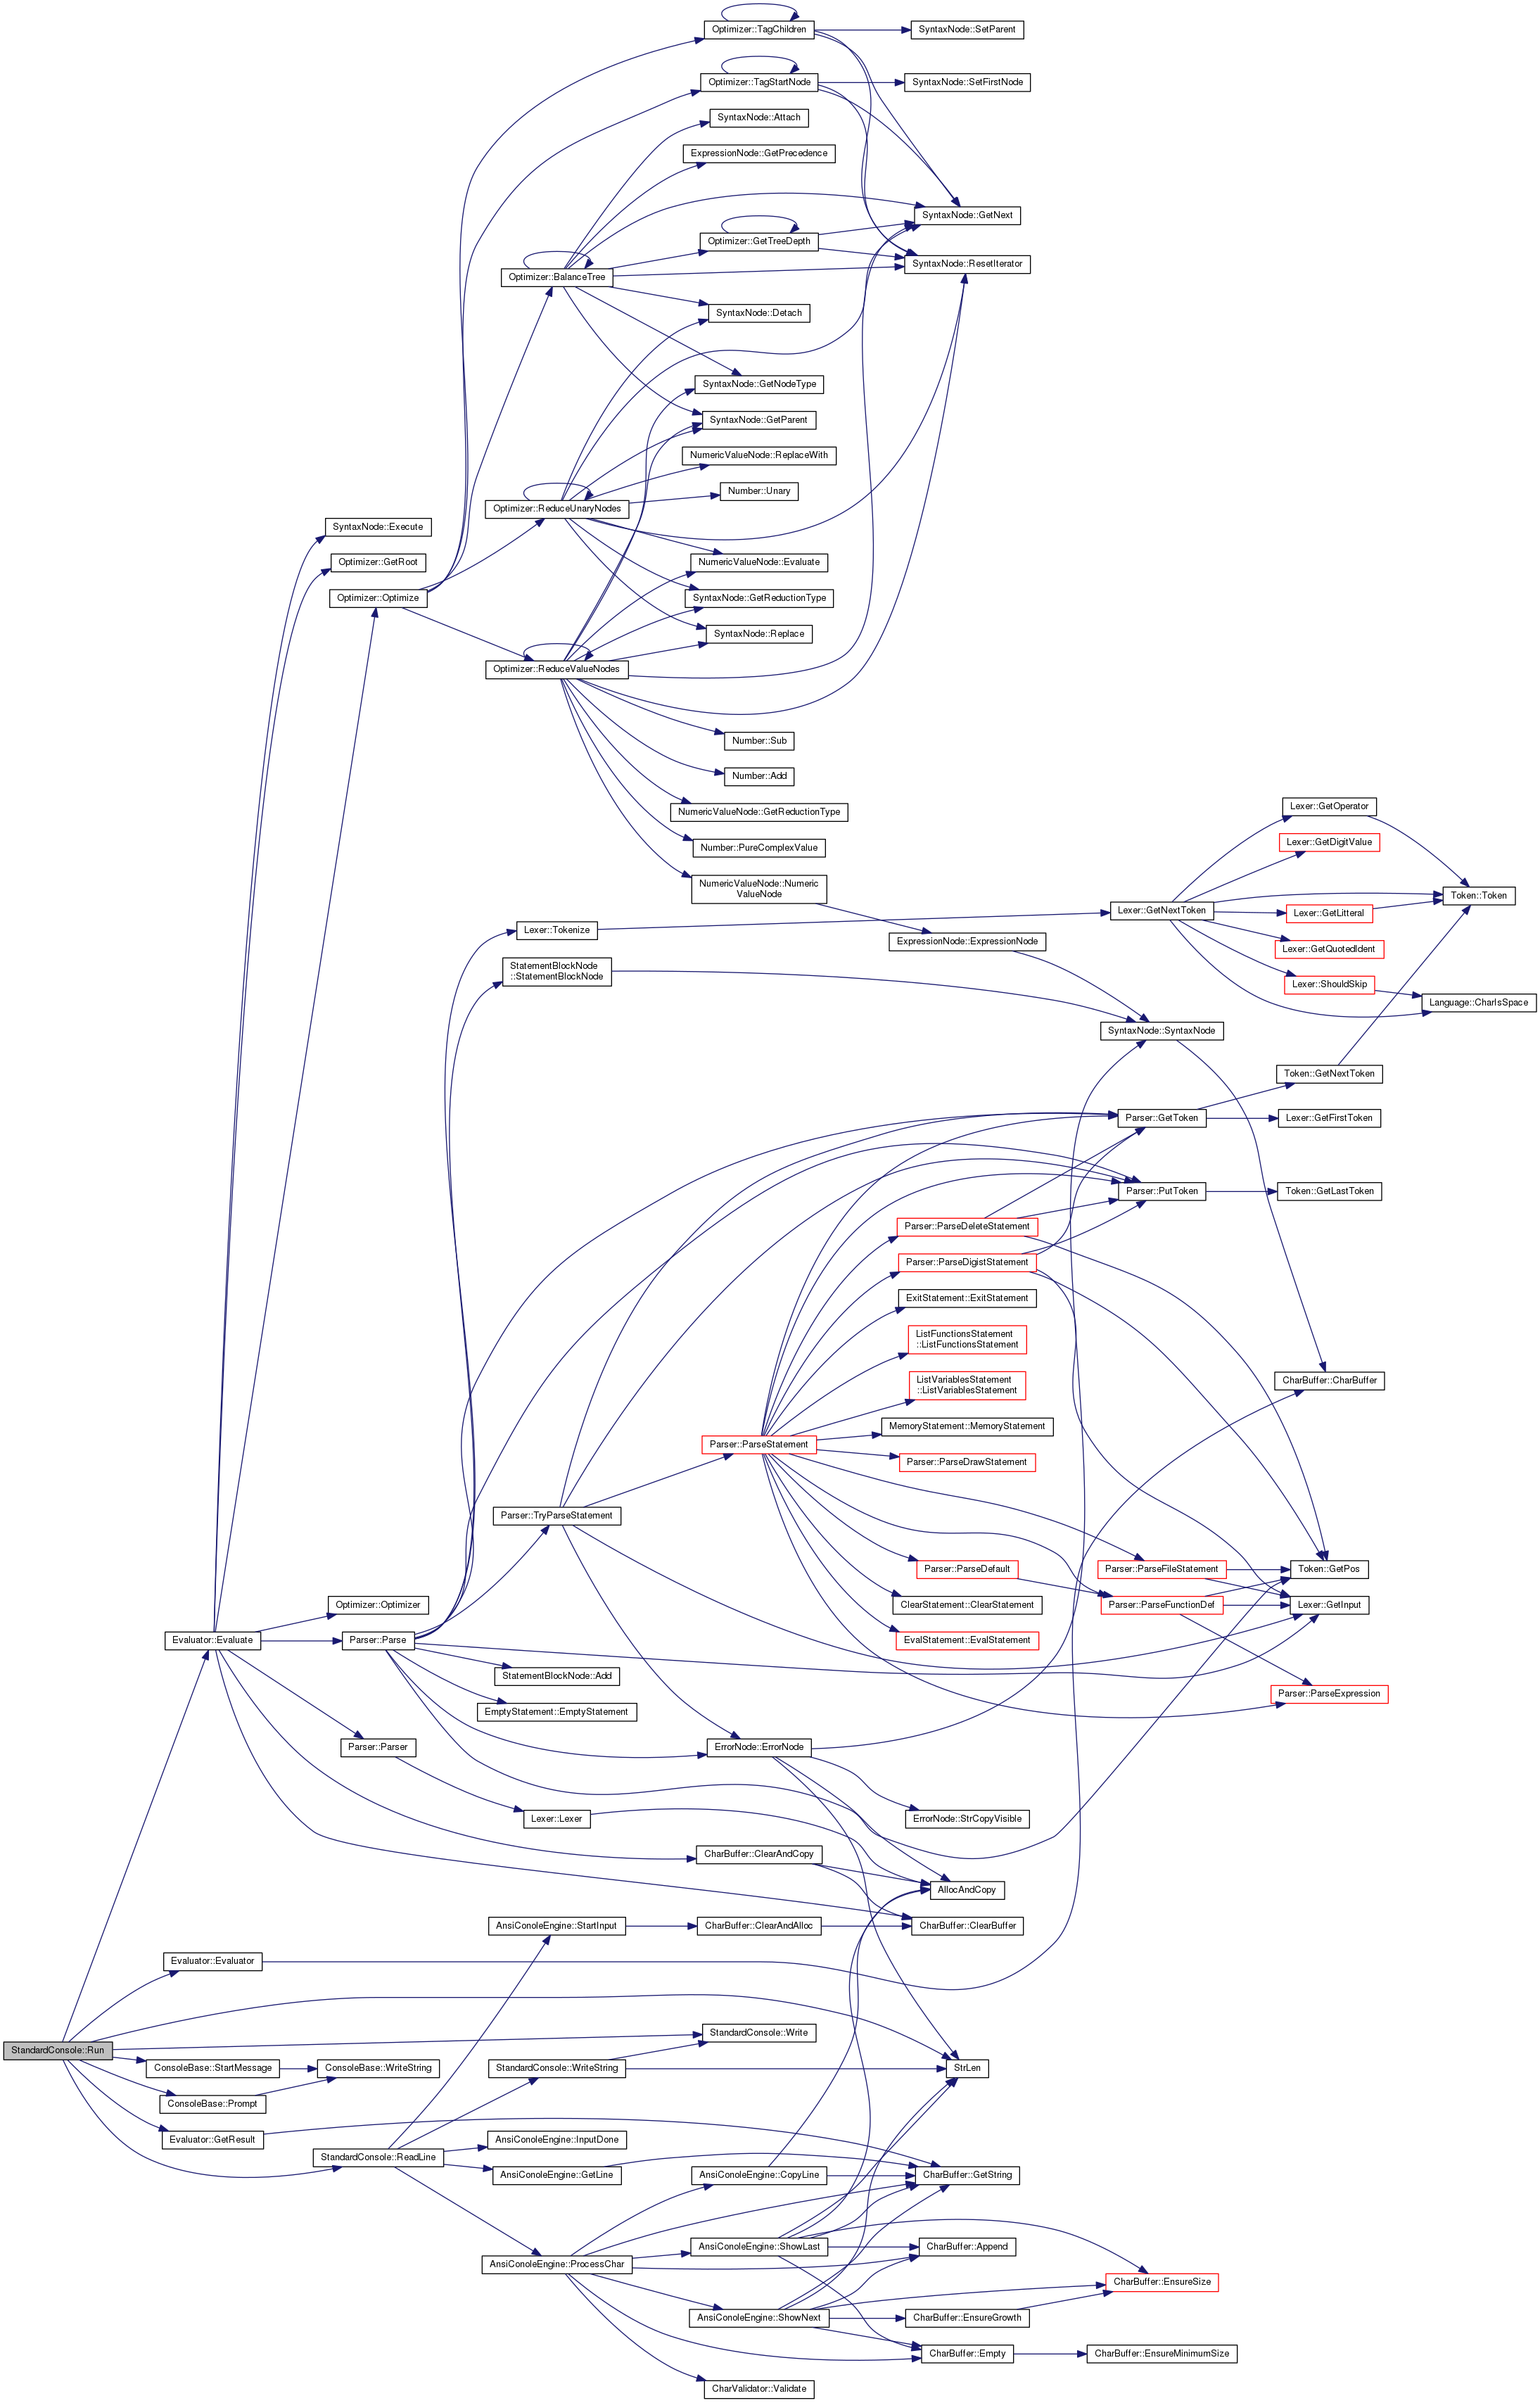 Optimizer::TagChildren
SyntaxNode::SetParent
Optimizer::TagStartNode
SyntaxNode::SetFirstNode
SyntaxNode::Attach
ExpressionNode::GetPrecedence
SyntaxNode::GetNext
Optimizer::GetTreeDepth
SyntaxNode::ResetIterator
Optimizer::BalanceTree
SyntaxNode::Detach
SyntaxNode::GetNodeType
SyntaxNode::GetParent
NumericValueNode::ReplaceWith
Number::Unary
Optimizer::ReduceUnaryNodes
SyntaxNode::Execute
Optimizer::GetRoot
NumericValueNode::Evaluate
Optimizer::Optimize
SyntaxNode::GetReductionType
SyntaxNode::Replace
Optimizer::ReduceValueNodes
Number::Sub
Number::Add
NumericValueNode::GetReductionType
Lexer::GetOperator
Number::PureComplexValue
Lexer::GetDigitValue
NumericValueNode::Numeric
ValueNode
Token::Token
Lexer::GetNextToken
Lexer::GetLitteral
Lexer::Tokenize
ExpressionNode::ExpressionNode
Lexer::GetQuotedIdent
StatementBlockNode
::StatementBlockNode
Lexer::ShouldSkip
Language::CharIsSpace
SyntaxNode::SyntaxNode
Token::GetNextToken
Parser::GetToken
Lexer::GetFirstToken
Parser::PutToken
Token::GetLastToken
Parser::ParseDeleteStatement
Parser::ParseDigistStatement
ExitStatement::ExitStatement
ListFunctionsStatement
::ListFunctionsStatement
ListVariablesStatement
::ListVariablesStatement
CharBuffer::CharBuffer
MemoryStatement::MemoryStatement
Parser::ParseStatement
Parser::ParseDrawStatement
Parser::TryParseStatement
Parser::ParseDefault
Parser::ParseFileStatement
Token::GetPos
ClearStatement::ClearStatement
Parser::ParseFunctionDef
Lexer::GetInput
Optimizer::Optimizer
Evaluator::Evaluate
Parser::Parse
EvalStatement::EvalStatement
StatementBlockNode::Add
Parser::ParseExpression
EmptyStatement::EmptyStatement
Parser::Parser
ErrorNode::ErrorNode
Lexer::Lexer
ErrorNode::StrCopyVisible
CharBuffer::ClearAndCopy
AllocAndCopy
AnsiConoleEngine::StartInput
CharBuffer::ClearAndAlloc
CharBuffer::ClearBuffer
Evaluator::Evaluator
StandardConsole::Run
StandardConsole::Write
ConsoleBase::StartMessage
ConsoleBase::WriteString
StandardConsole::WriteString
StrLen
ConsoleBase::Prompt
Evaluator::GetResult
AnsiConoleEngine::InputDone
StandardConsole::ReadLine
AnsiConoleEngine::GetLine
AnsiConoleEngine::CopyLine
CharBuffer::GetString
AnsiConoleEngine::ShowLast
CharBuffer::Append
AnsiConoleEngine::ProcessChar
CharBuffer::EnsureSize
AnsiConoleEngine::ShowNext
CharBuffer::EnsureGrowth
CharBuffer::Empty
CharBuffer::EnsureMinimumSize
CharValidator::Validate